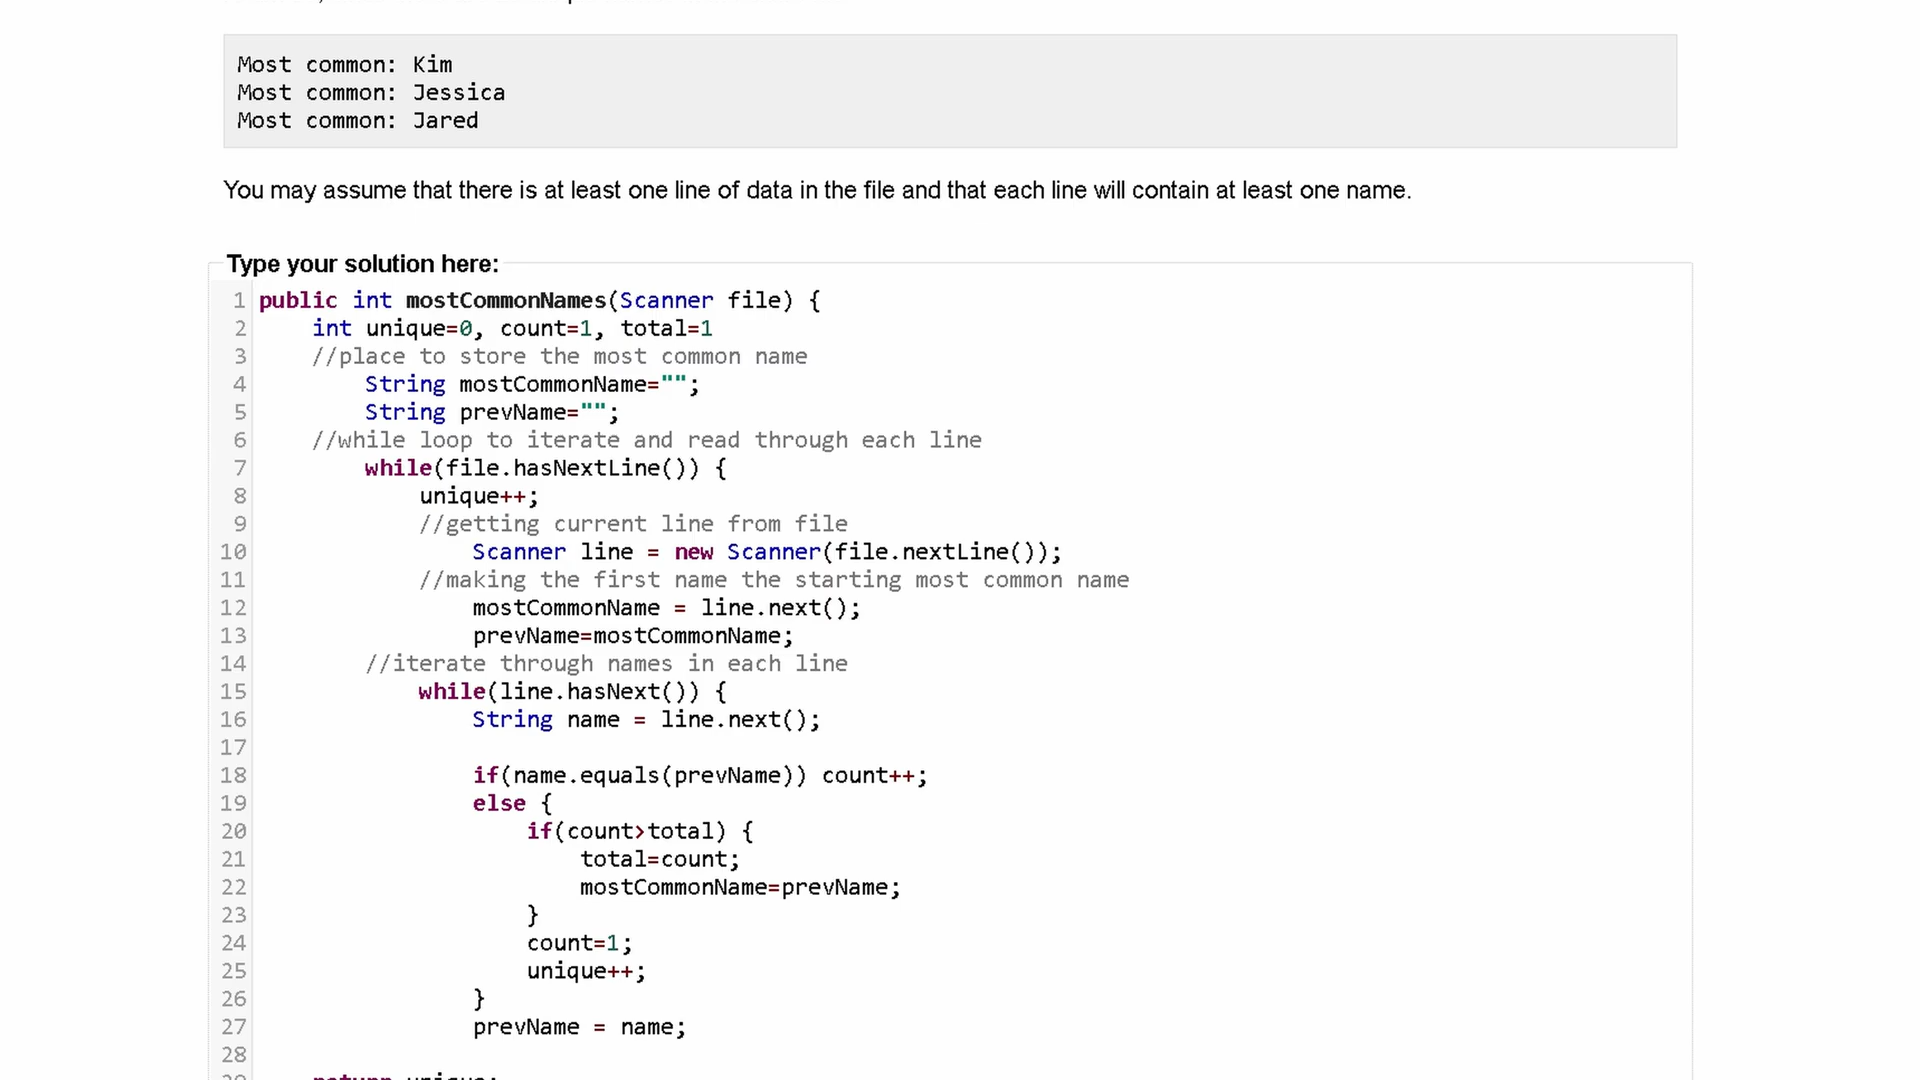 Most common: Kim
Most common: Jessica
Most common: Jared
You may assume that there is at least one line of data in the file and that each line will contain at least one name.
Type your solution here:
1 public int mostCommonNames(Scanner file) {
2 int unique=0, count=1, total=1
3 //place to store the most common name
4 String mostCommonName="";
5 String prevName="";
6 //while loop to iterate and read through each line
7 while(file.hasNextLine()) {
8 unique++;
9 //getting current line from file
10 Scanner line = new Scanner(file.nextLine());
11 //making the first name the starting most common name
12 mostCommonName = line.next();
13 prevName=mostCommonName;
14 //iterate through names in each line
15 while(line.hasNext()) {
16 String name = line.next();
17
18 if(name.equals(prevName)) count++;
19 else {
20 if(count>total) {
21 total=count;
22 mostCommonName=prevName;
23 }
24 count=1;
25 unique++;
26 }
27 prevName = name;
28
return unique;